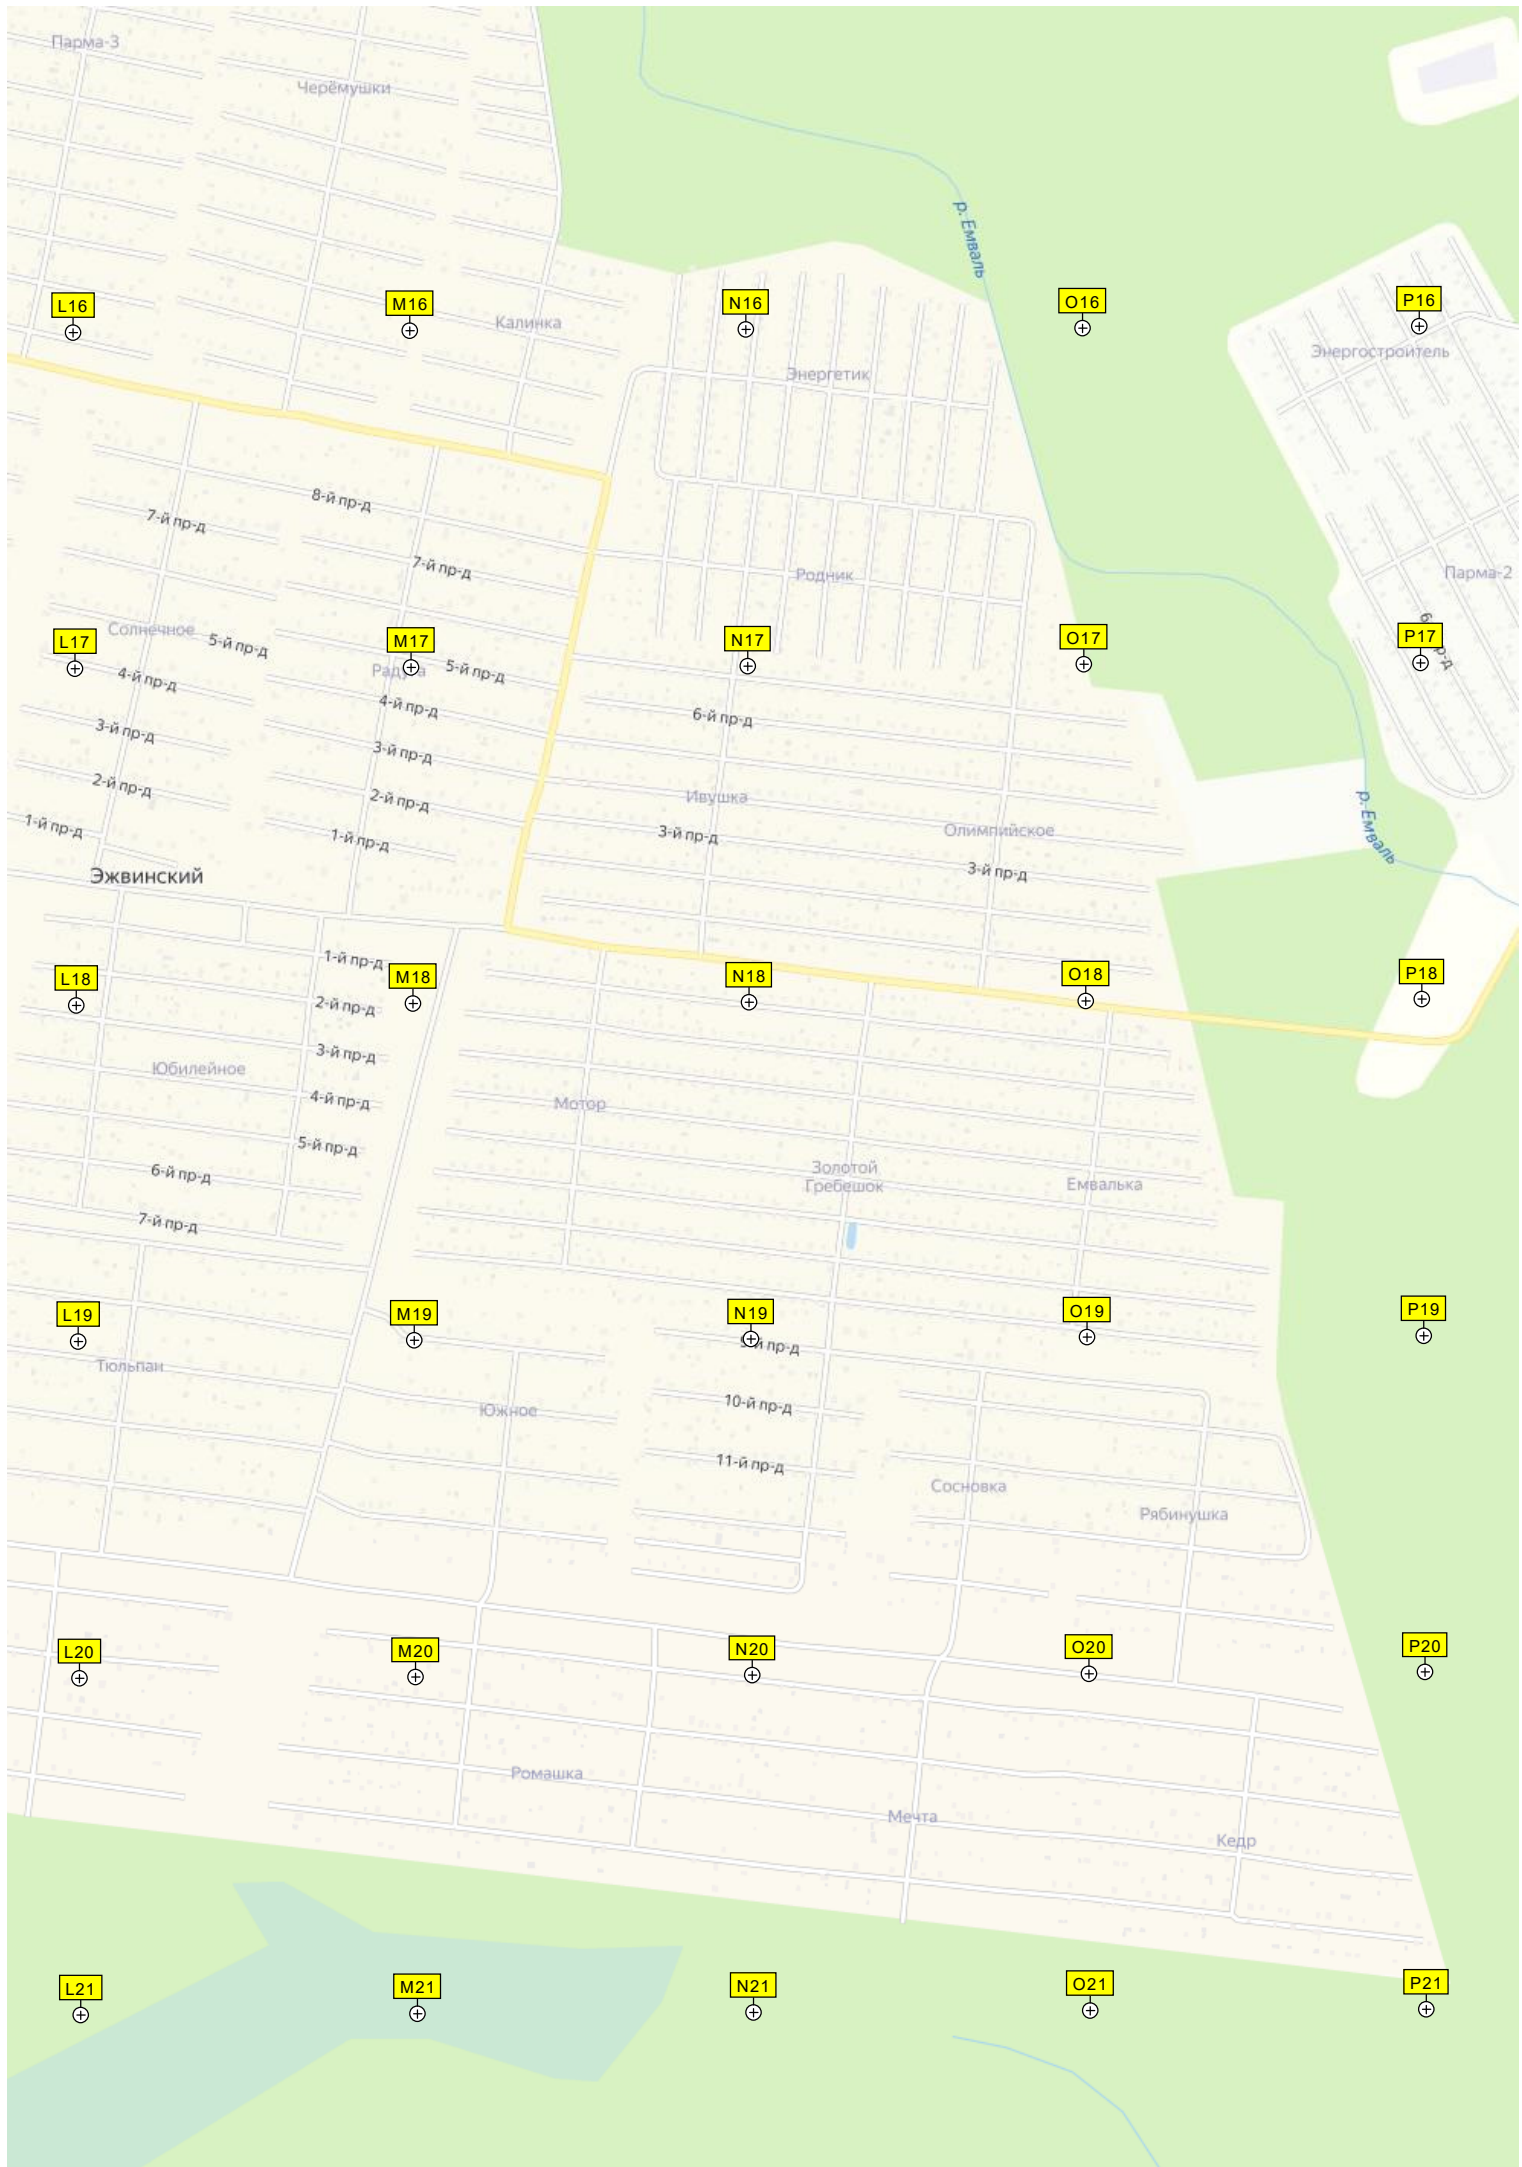 Парма-3
Черёмушки
р. Емваль
L16
M16
N16
O16
P16
Калинка
Энергостроитель
Энергетик
8-й пр-д
7-й пр-д
7-й пр-д
Родник
Парма-2
Солнечное
5-й пр-д
L17
M17
N17
O17
P17
5-й пр-д
4-й пр-д
4-й пр-д
6-й пр-д
3-й пр-д
3-й пр-д
2-й пр-д
2-й пр-д
Ивушка
1-й пр-д
1-й пр-д
3-й пр-д
Олимпийское
р. Емваль
3-й пр-д
Эжвинский
1-й пр-д
L18
M18
N18
O18
P18
2-й пр-д
3-й пр-д
Юбилейное
4-й пр-д
Мотор
5-й пр-д
6-й пр-д
Золотой
Гребешок
Емвалька
7-й пр-д
L19
M19
N19
O19
P19
Тюльпан
10-й пр-д
Южное
11-й пр-д
Сосновка
Рябинушка
L20
M20
N20
O20
P20
Ромашка
Мечта
Кедр
L21
M21
N21
O21
P21